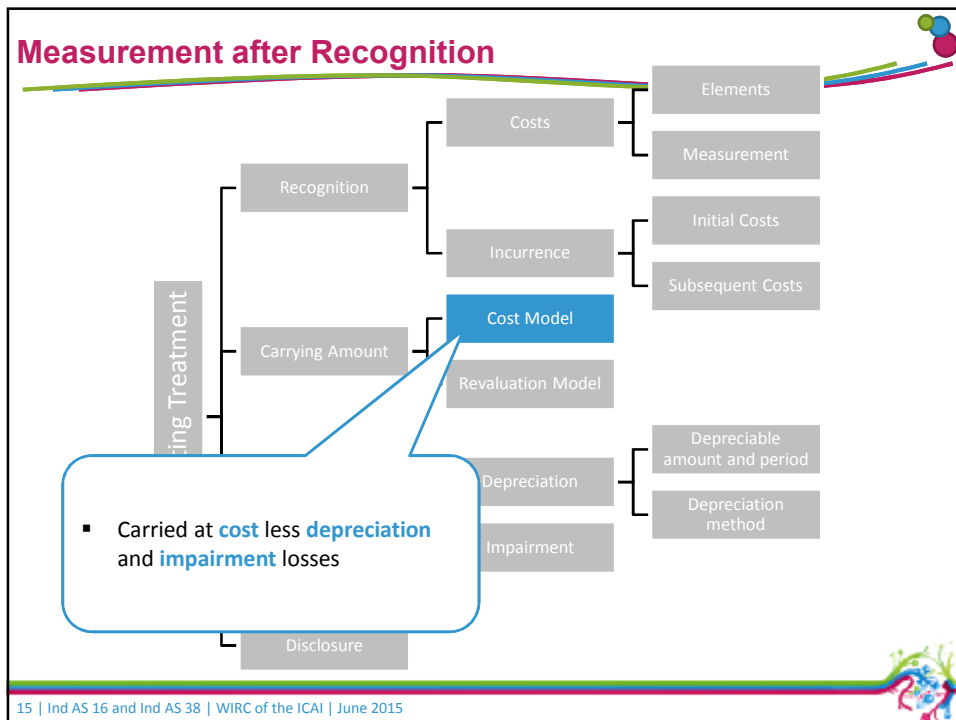 Measurement after Recognition
Elements
Costs
Measurement
Recognition
Initial Costs
Incurrence
Subsequent Costs
Cost Model
Carrying Amount
Revaluation Model
ting Treatment
Depreciable
amount and period
Depreciation
Depreciation
method
▪ Carried at cost less depreciation
and impairment losses
Impairment
Disclosure
15 | Ind AS 16 and Ind AS 38 | WIRC of the ICAI | June 2015